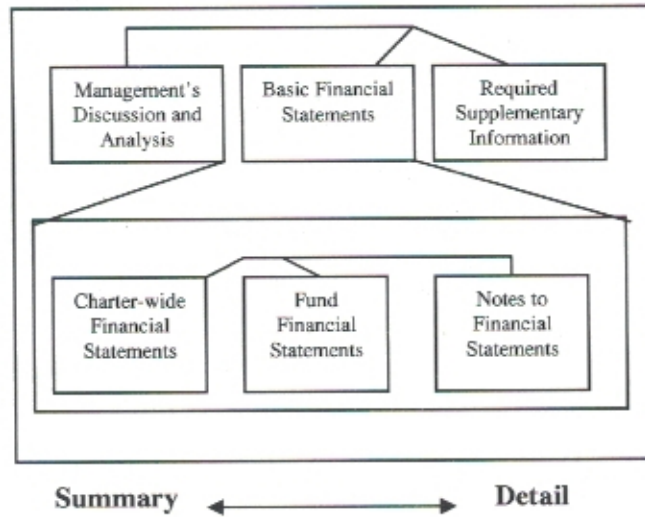 Management's
Discussion and
Analysis
Basic Financial
Statements
Required
Supplementary
Information
Charter-wide
Financial
Statements
Fund
Financial
Statements
Notes to
Financial
Statements
Summary
Detail